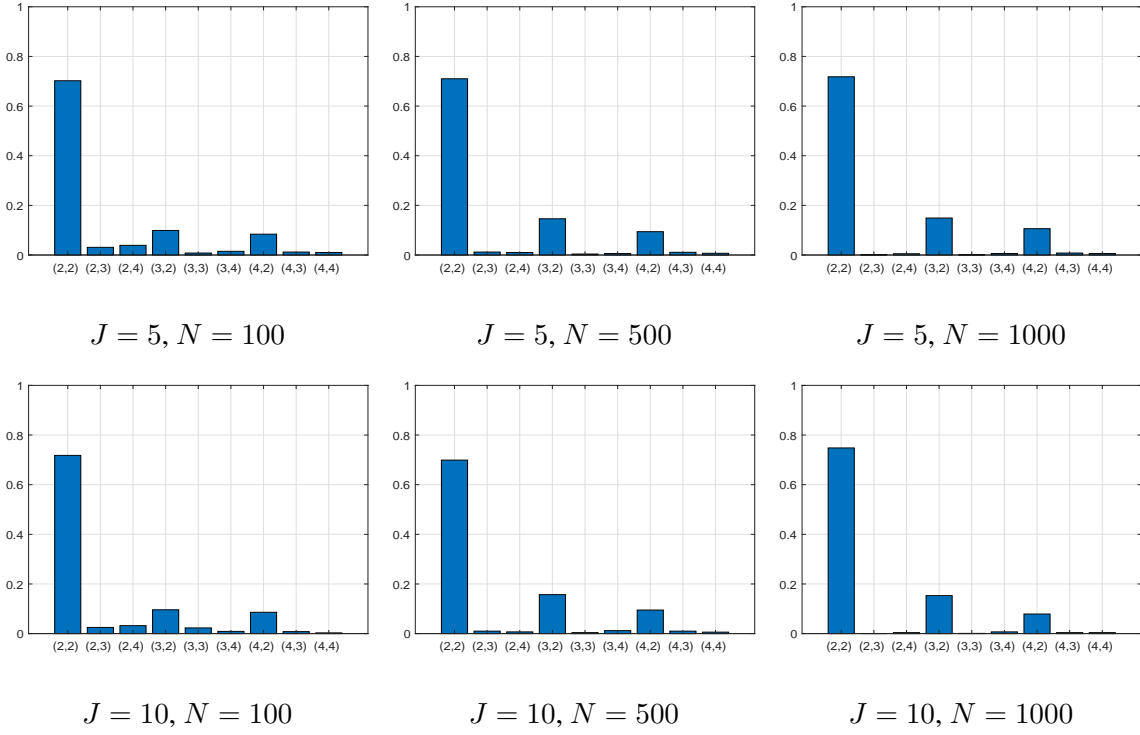 1 1 1
0.8 0.8 0.8
0.6 0.6 0.6
0.4 0.4 0.4
0.2 0.2 0.2
0 0 0
(2,2) (2,3) (2,4) (3,2) (3,3) (3,4) (4,2) (4,3) (4,4) (2,2) (2,3) (2,4) (3,2) (3,3) (3,4) (4,2) (4,3) (4,4) (2,2) (2,3) (2,4) (3,2) (3,3) (3,4) (4,2) (4,3) (4,4)
J = 5, N = 100 J = 5, N = 500 J = 5, N = 1000
1 1 1
0.8 0.8 0.8
0.6 0.6 0.6
0.4 0.4 0.4
0.2 0.2 0.2
0 0 0
(2,2) (2,3) (2,4) (3,2) (3,3) (3,4) (4,2) (4,3) (4,4) (2,2) (2,3) (2,4) (3,2) (3,3) (3,4) (4,2) (4,3) (4,4) (2,2) (2,3) (2,4) (3,2) (3,3) (3,4) (4,2) (4,3) (4,4)
J = 10, N = 100 J = 10, N = 500 J = 10, N = 1000